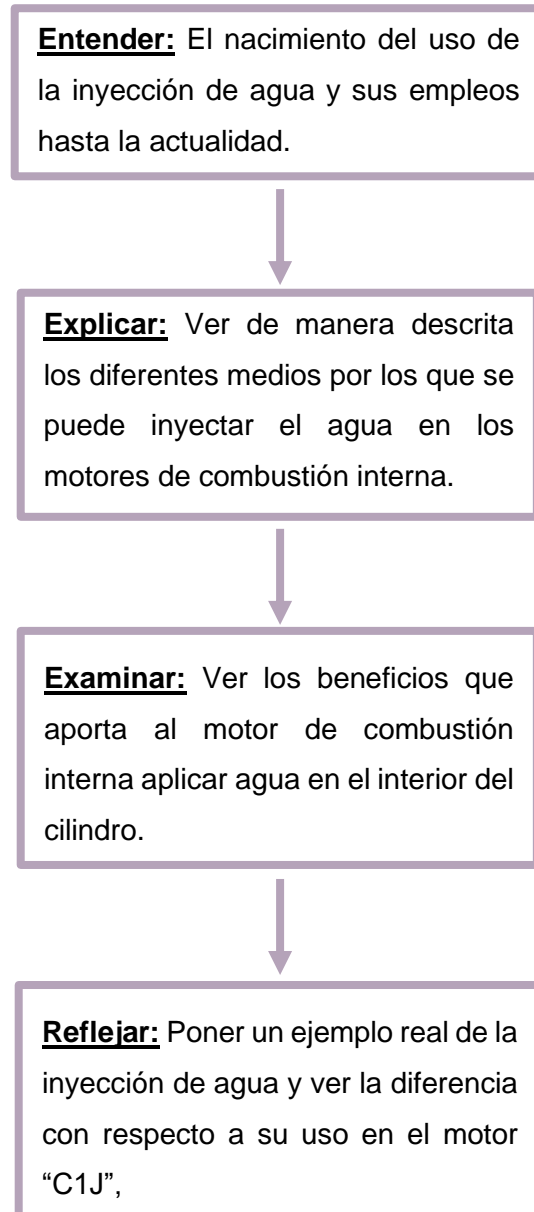 Entender: El nacimiento del uso de
la inyección de agua y sus empleos
hasta la actualidad.
Explicar: Ver de manera descrita
los diferentes medios por los que se
puede inyectar el agua en los
motores de combustión interna.
Examinar: Ver los beneficios que
aporta al motor de combustión
interna aplicar agua en el interior del
cilindro.
Reflejar: Poner un ejemplo real de la
inyección de agua y ver la diferencia
con respecto a su uso en el motor
“C1J”,